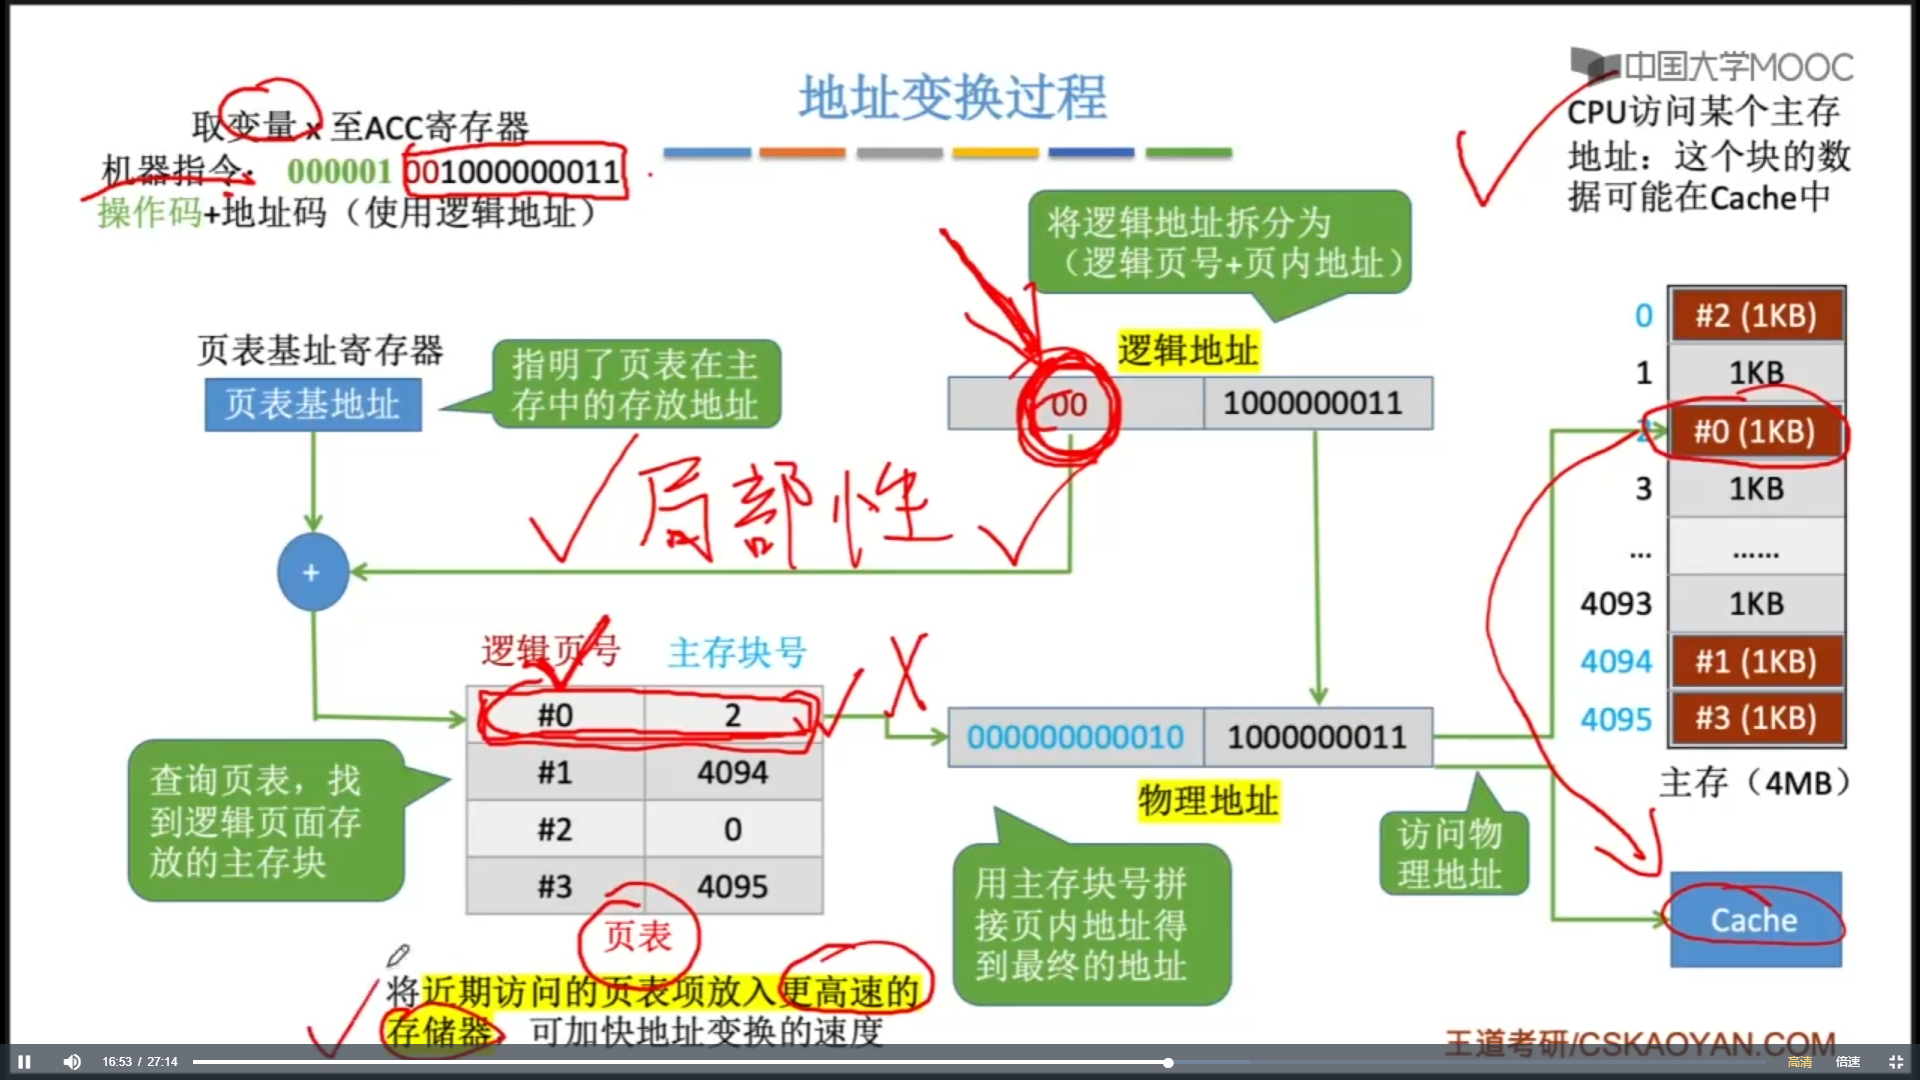 中国大学MOOC
地址变换过程
取变量 x 至ACC寄存器
机器指令: 000001 001000000011
操作码+地址码（使用逻辑地址）
CPU访问某个主存
地址：这个块的数
据可能在Cache中
将逻辑地址拆分为
（逻辑页号+页内地址）
页表基址寄存器
页表基地址
指明了页表在主
存中的存放地址
逻辑地址
00 1000000011
局部性
+
逻辑页号 主存块号
#0 2
#1 4094
#2 0
#3 4095
页表
查询页表，找
到逻辑页面存
放的主存块
000000000010 1000000011
物理地址
用主存块号拼
接页内地址得
到最终的地址
访问物
理地址
0 #2 (1KB)
1 1KB
2 #0 (1KB)
3 1KB
... ......
4093 1KB
4094 #1 (1KB)
4095 #3 (1KB)
主存（4MB）
Cache
将近期访问的页表项放入更高速的
存储器，可加快地址变换的速度
王道考研/CSKAOYAN.COM
16:53 / 27:14
高清 倍速